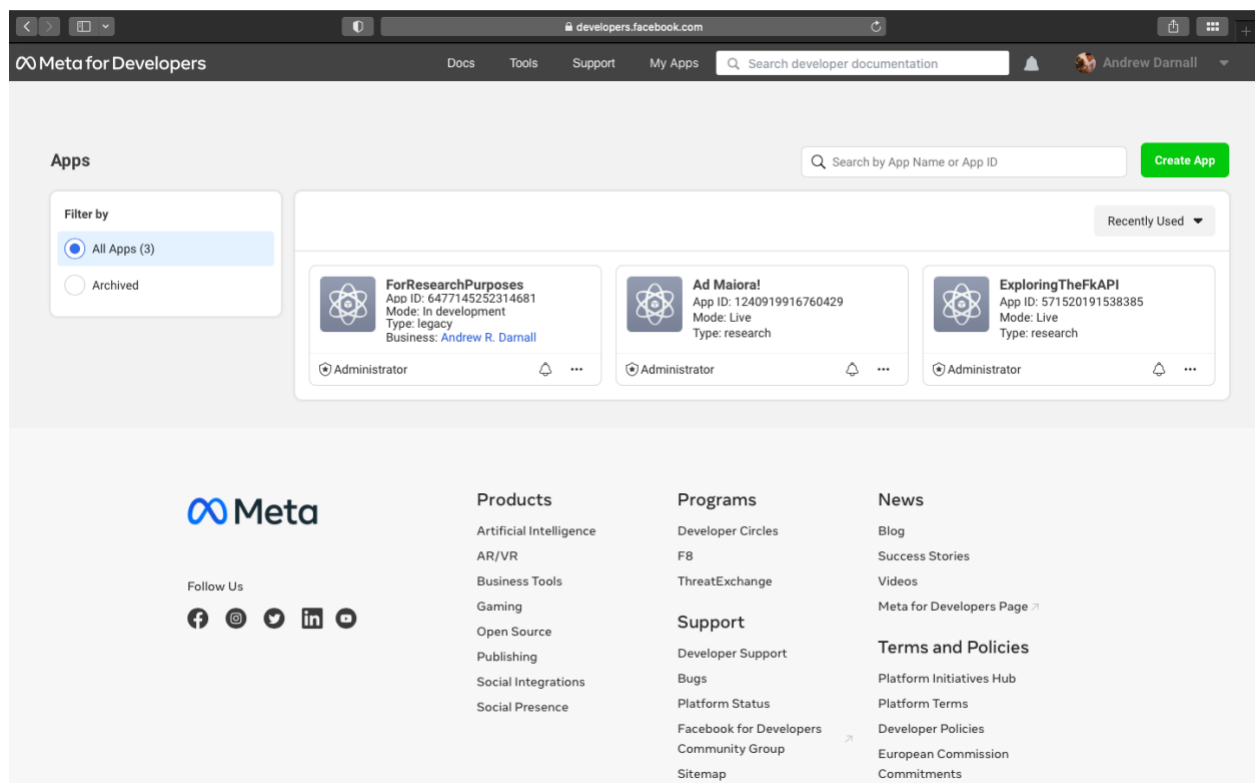 developers.facebook.com
Meta for Developers
Docs
Tools
Support
My Apps
Search developer documentation
Andrew Darnall
Apps
Search by App Name or App ID
Create App
Filter by
All Apps (3)
Archived
Recently Used
ForResearchPurposes
App ID: 6477145252314681
Mode: In development
Type: legacy
Business: Andrew R. Darnall
Administrator
Ad Maiora!
App ID: 1240919916760429
Mode: Live
Type: research
Administrator
ExploringTheFkAPI
App ID: 571520191538385
Mode: Live
Type: research
Administrator
Meta
Follow Us
Products
Artificial Intelligence
AR/VR
Business Tools
Gaming
Open Source
Publishing
Social Integrations
Social Presence
Programs
Developer Circles
F8
ThreatExchange
Support
Developer Support
Bugs
Platform Status
Facebook for Developers
Community Group
Sitemap
News
Blog
Success Stories
Videos
Meta for Developers Page
Terms and Policies
Platform Initiatives Hub
Platform Terms
Developer Policies
European Commission
Commitments